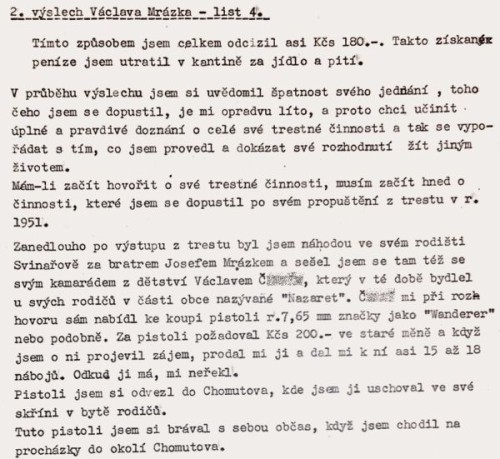 2. výslech Václava Mrázka - list 4.
Tímto způsobem jsem celkem odcizil asi Kčs 180.-. Takto získané
peníze jsem utratil v kantině za jídlo a pití.
V průběhu výslechu jsem si uvědomil špatnost svého jednání , toho
čeho jsem se dopustil, je mi opradvu líto, a proto chci učinit
úplné a pravdivé doznání o celé své trestné činnosti a tak se vypo-
řádat s tím, co jsem provedl a dokázat své rozhodnutí žít jiným
životem.
Mám-li začít hovořit o své trestné činnosti, musím začít hned o
činnosti, které jsem se dopustil po svém propuštění z trestu v r.
1951.
Zanedlouho po výstupu z trestu byl jsem náhodou ve svém rodišti
Svinařově za bratrem Josefem Mrázkem a sešel jsem se tam též se
svým kamarádem z dětství Václavem Č, který v té době bydlel
u svých rodičů v části obce nazývané "Nazaret". Č mi při roz
hovoru sám nabídl ke koupi pistoli r.7,65 mm značky jako "Wanderer"
nebo podobně. Za pistoli požadoval Kčs 200.- ve staré měně a když
jsem o ni projevil zájem, prodal mi ji a dal mi k ní asi 15 až 18
nábojů. Odkud ji má, mi neřekl.
Pistoli jsem si odvezl do Chomutova, kde jsem ji uschoval ve své
skříni v bytě rodičů.
Tuto pistoli jsem si brával s sebou občas, když jsem chodil na
procházky do okolí Chomutova.